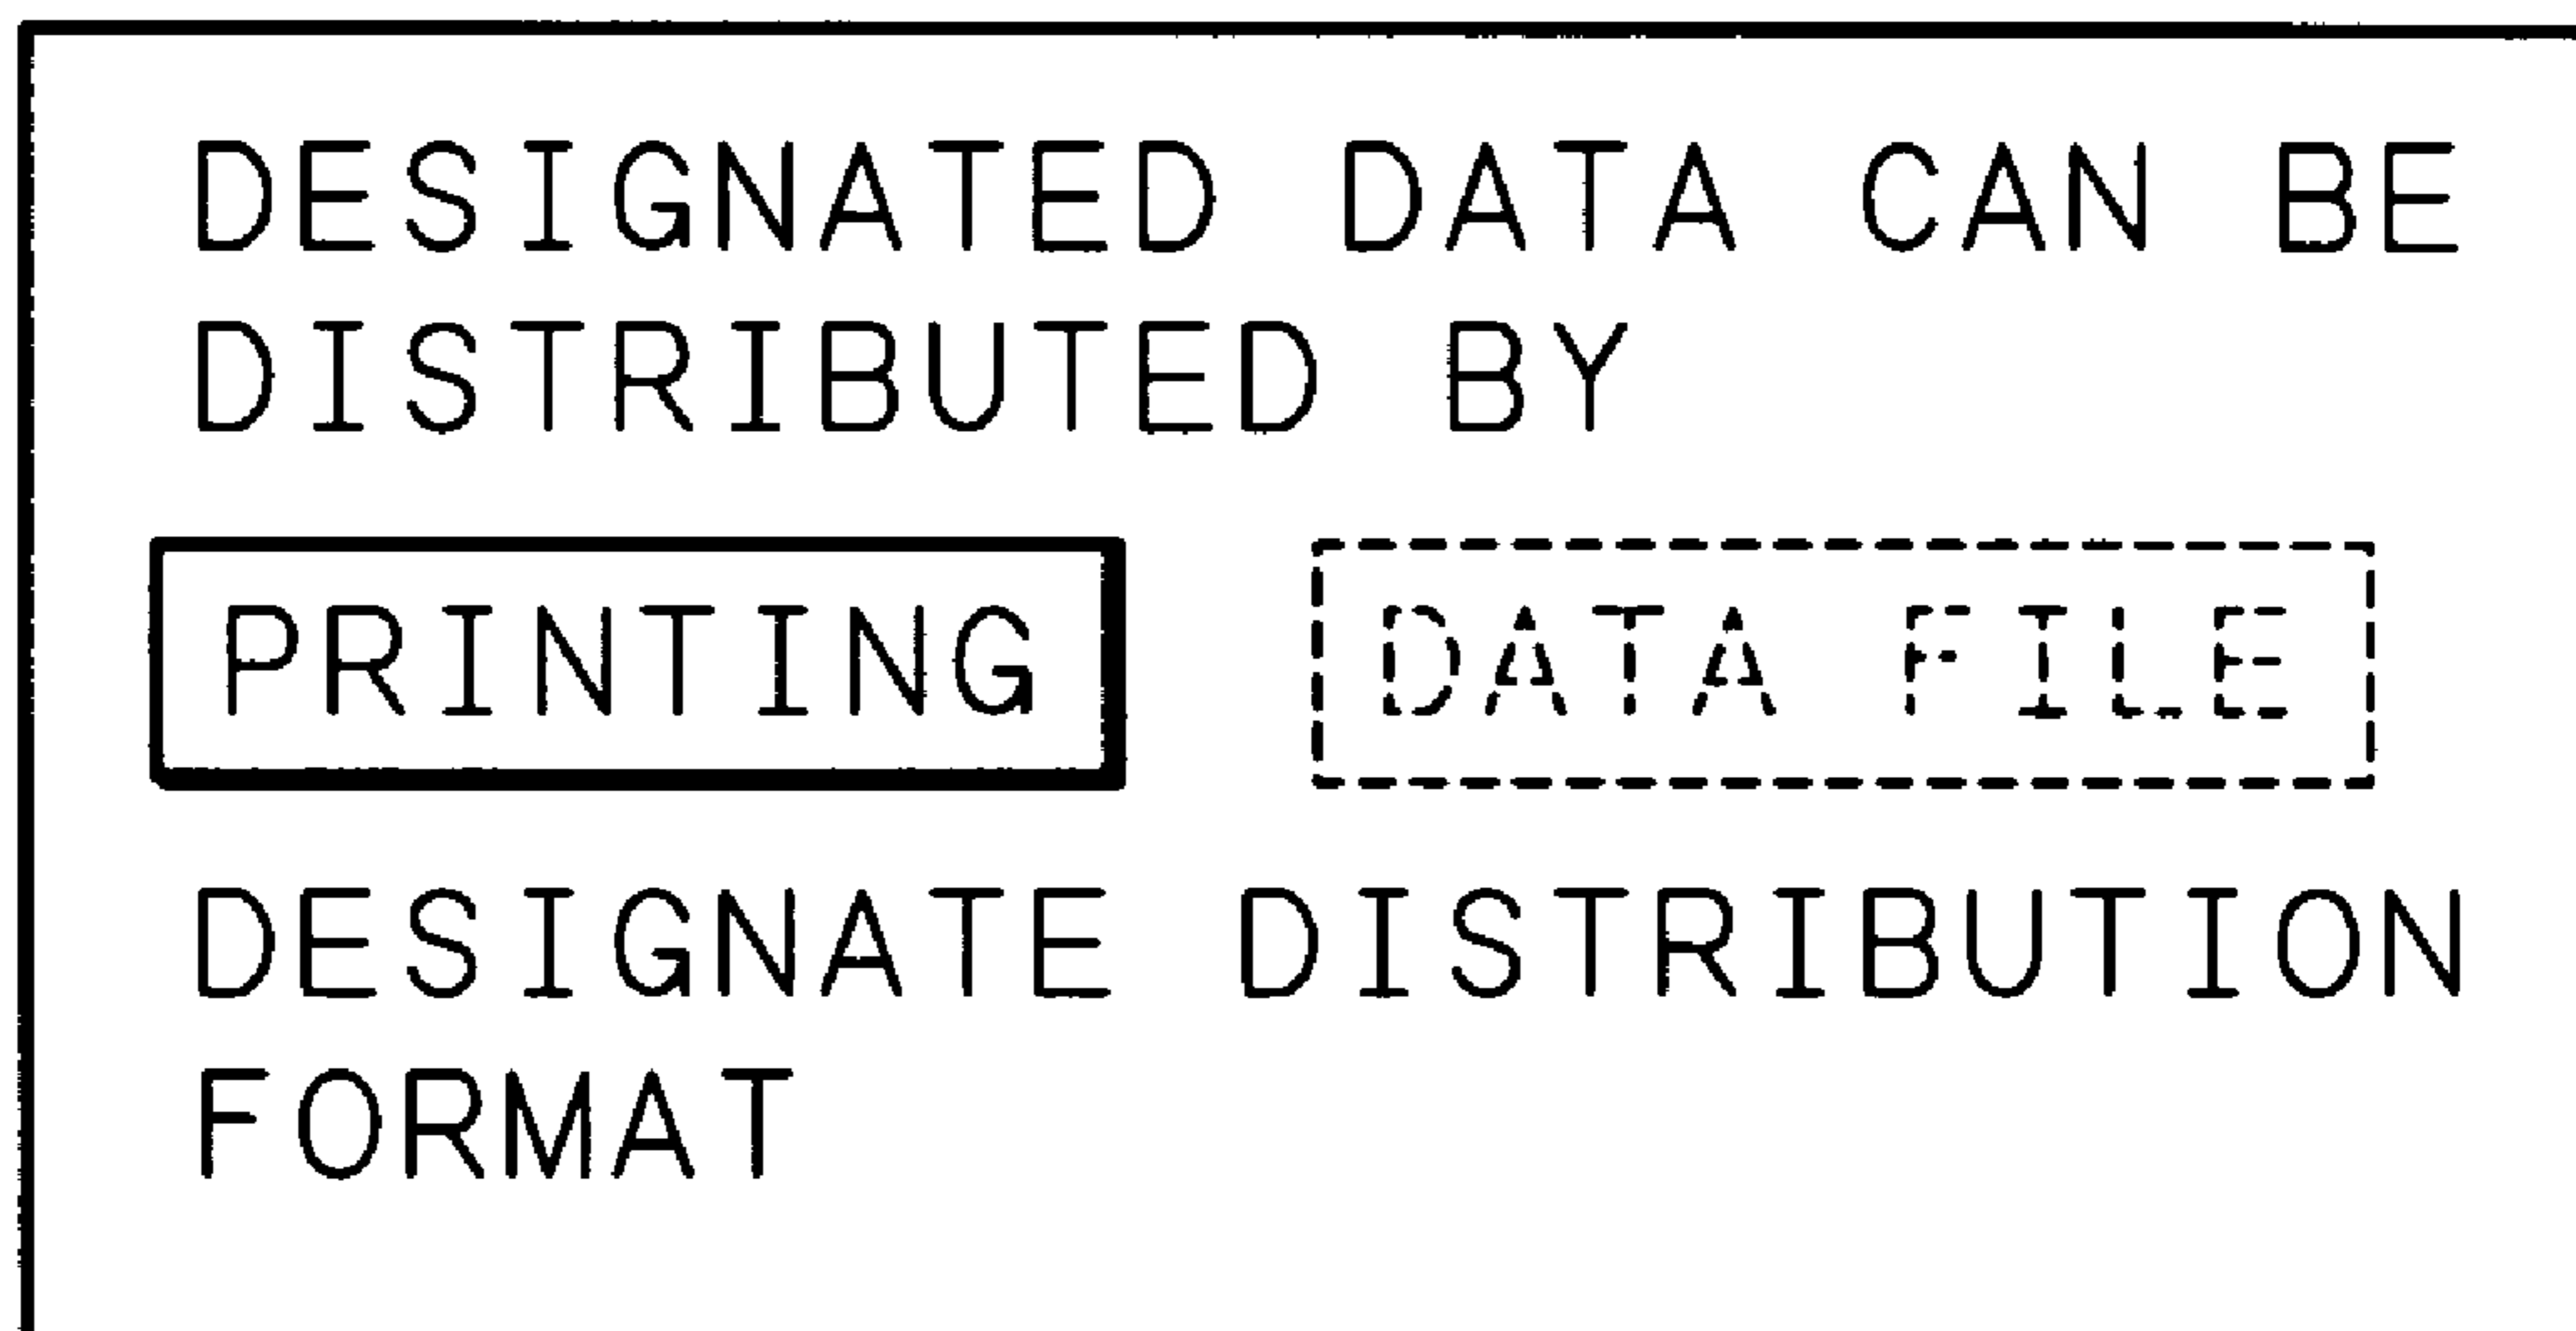 DESIGNATED DATA CAN BE
DISTRIBUTED BY
PRINTING DATA FILE
DESIGNATE DISTRIBUTION
FORMAT